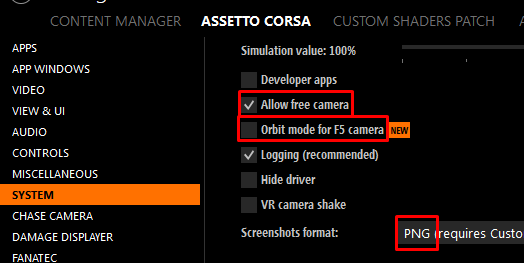 CONTENT MANAGER
ASSETTO CORSA
CUSTOM SHADERS PATCH
DRIVE
APPS
APP WINDOWS
VIDEO
VIEW & UI
AUDIO
CONTROLS
MISCELLANEOUS
SYSTEM
CHASE CAMERA
DAMAGE DISPLAYER
FANATEC
Simulation value: 100%
Developer apps
Allow free camera
Orbit mode for F5 camera NEW
Logging (recommended)
Hide driver
VR camera shake
Screenshots format:
PNG (requires Custo